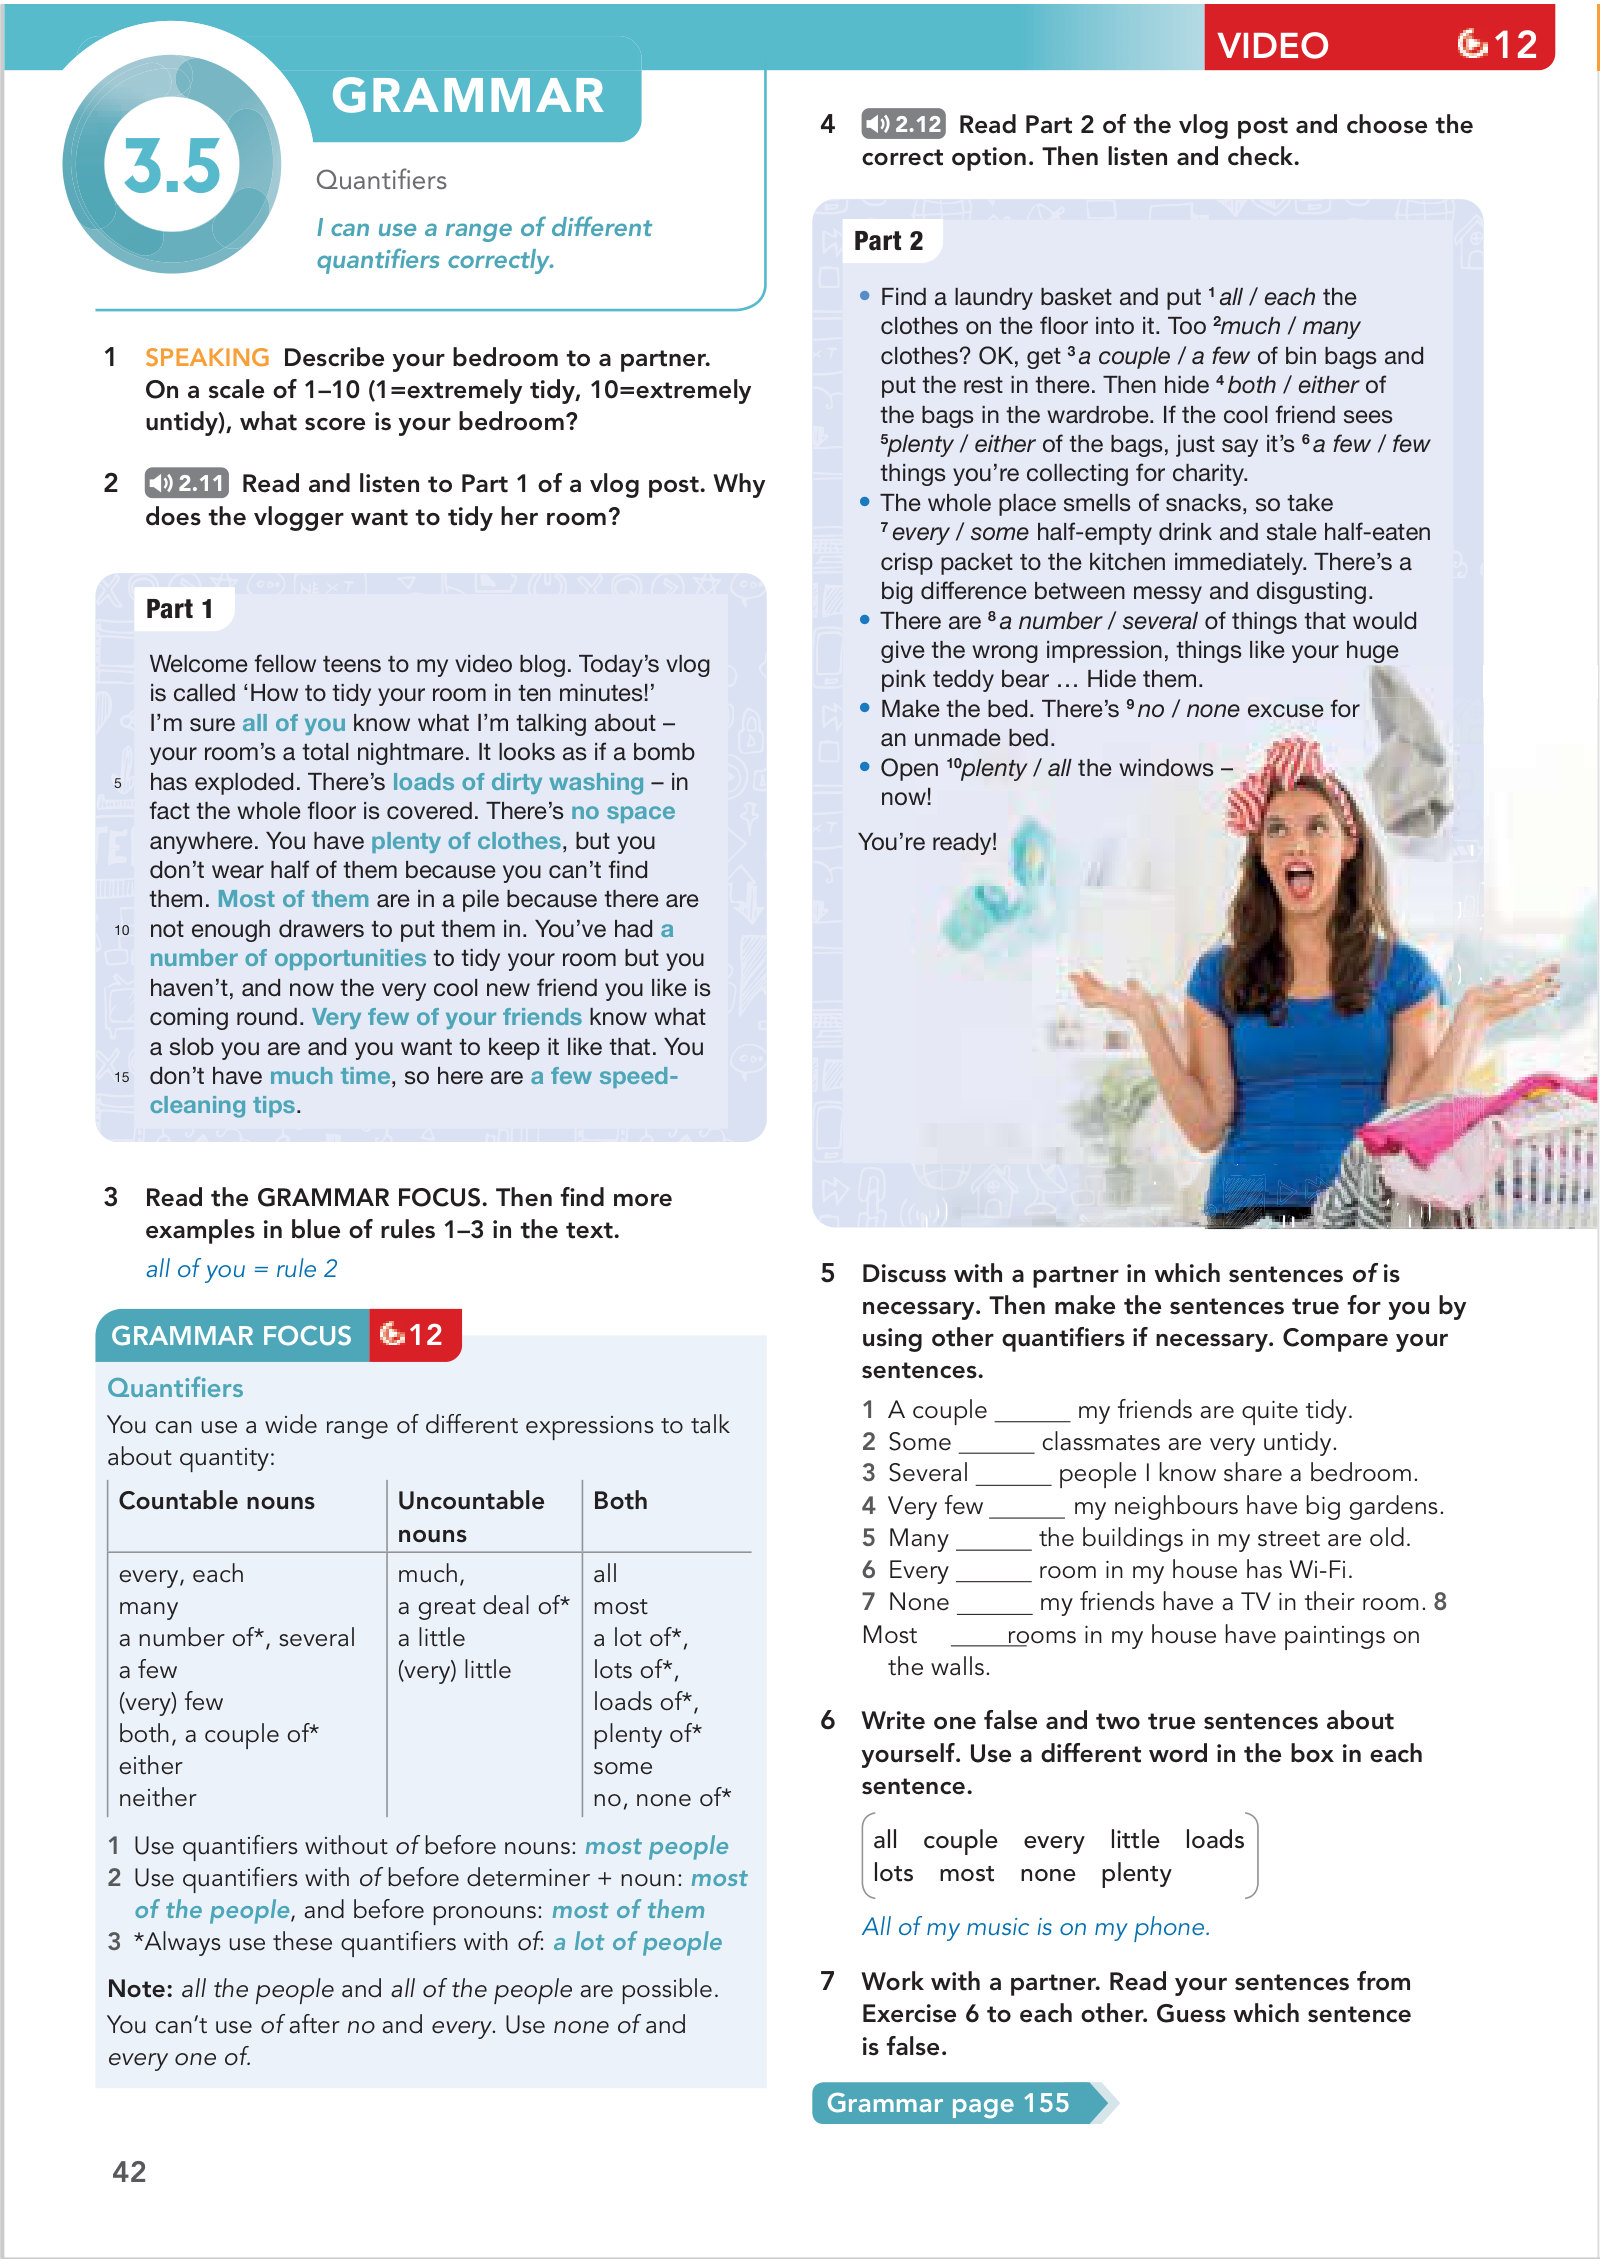 VIDEO 12
GRAMMAR
3.5
Quantifiers
I can use a range of different
quantifiers correctly.
1 SPEAKING Describe your bedroom to a partner.
On a scale of 1–10 (1=extremely tidy, 10=extremely
untidy), what score is your bedroom?
2 2.11 Read and listen to Part 1 of a vlog post. Why
does the vlogger want to tidy her room?
Part 1
Welcome fellow teens to my video blog. Today's vlog
is called 'How to tidy your room in ten minutes!'
I'm sure all of you know what I'm talking about –
your room's a total nightmare. It looks as if a bomb
5 has exploded. There's loads of dirty washing – in
fact the whole floor is covered. There's no space
anywhere. You have plenty of clothes, but you
don't wear half of them because you can't find
them. Most of them are in a pile because there are
10 not enough drawers to put them in. You've had a
number of opportunities to tidy your room but you
haven't, and now the very cool new friend you like is
coming round. Very few of your friends know what
a slob you are and you want to keep it like that. You
15 don't have much time, so here are a few speed-
cleaning tips.
3 Read the GRAMMAR FOCUS. Then find more
examples in blue of rules 1–3 in the text.
all of you = rule 2
GRAMMAR FOCUS 12
Quantifiers
You can use a wide range of different expressions to talk
about quantity:
Countable nouns Uncountable Both
nouns
every, each much, all
many a great deal of* most
a number of*, several a little a lot of*,
a few (very) little lots of*,
(very) few loads of*,
both, a couple of* plenty of*
either some
neither no, none of*
1 Use quantifiers without of before nouns: most people
2 Use quantifiers with of before determiner + noun: most
of the people, and before pronouns: most of them
3 *Always use these quantifiers with of: a lot of people
Note: all the people and all of the people are possible.
You can't use of after no and every. Use none of and
every one of.
42
4 2.12 Read Part 2 of the vlog post and choose the
correct option. Then listen and check.
Part 2
• Find a laundry basket and put 1 all / each the
clothes on the floor into it. Too 2 much / many
clothes? OK, get 3 a couple / a few of bin bags and
put the rest in there. Then hide 4 both / either of
the bags in the wardrobe. If the cool friend sees
5 plenty / either of the bags, just say it's 6 a few / few
things you're collecting for charity.
• The whole place smells of snacks, so take
7 every / some half-empty drink and stale half-eaten
crisp packet to the kitchen immediately. There's a
big difference between messy and disgusting.
• There are 8 a number / several of things that would
give the wrong impression, things like your huge
pink teddy bear … Hide them.
• Make the bed. There's 9 no / none excuse for
an unmade bed.
• Open 10 plenty / all the windows –
now!
You're ready!
5 Discuss with a partner in which sentences of is
necessary. Then make the sentences true for you by
using other quantifiers if necessary. Compare your
sentences.
1 A couple ______ my friends are quite tidy.
2 Some ______ classmates are very untidy.
3 Several ______ people I know share a bedroom.
4 Very few ______ my neighbours have big gardens.
5 Many ______ the buildings in my street are old.
6 Every ______ room in my house has Wi-Fi.
7 None ______ my friends have a TV in their room. 8
Most ______ rooms in my house have paintings on
the walls.
6 Write one false and two true sentences about
yourself. Use a different word in the box in each
sentence.
all couple every little loads
lots most none plenty
All of my music is on my phone.
7 Work with a partner. Read your sentences from
Exercise 6 to each other. Guess which sentence
is false.
Grammar page 155